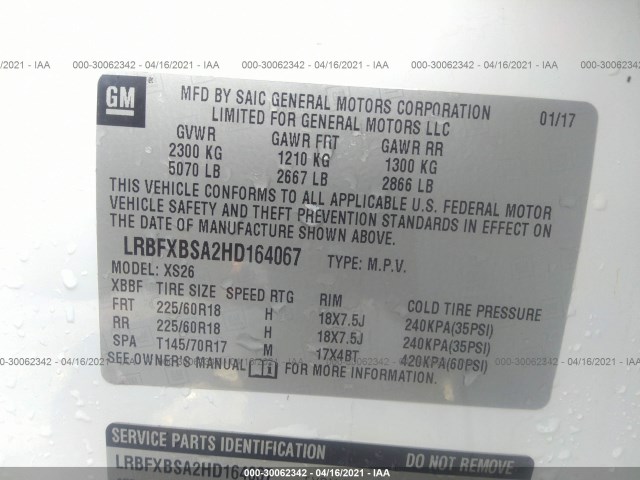 000-30062342 - 04/16/2021 - IAA
GM
MFD BY SAIC GENERAL MOTORS CORPORATION
LIMITED FOR GENERAL MOTORS LLC
01/17
GVWR GAWR FRT GAWR RR
2300 KG 1210 KG 1300 KG
5070 LB 2667 LB 2866 LB
THIS VEHICLE CONFORMS TO ALL APPLICABLE U.S. FEDERAL MOTOR
VEHICLE SAFETY AND THEFT PREVENTION STANDARDS IN EFFECT ON
THE DATE OF MANUFACTURE SHOWN ABOVE.
LRBFXBSA2HD164067 TYPE: M.P.V.
MODEL: XS26
XBBF TIRE SIZE SPEED RTG RIM COLD TIRE PRESSURE
FRT 225/60R18 H 18X7.5J 240KPA(35PSI)
RR 225/60R18 H 18X7.5J 240KPA(35PSI)
SPA T145/70R17 M 17X4BT 420KPA(60PSI)
SEE OWNER'S MANUAL FOR MORE INFORMATION.
000-30062342 - 04/16/2021 - IAA
SERVICE PARTS IDENTIFICATION DO NOT REMOVE
LRBFXBSA2HD164067
000-30062342 - 04/16/2021 - IAA